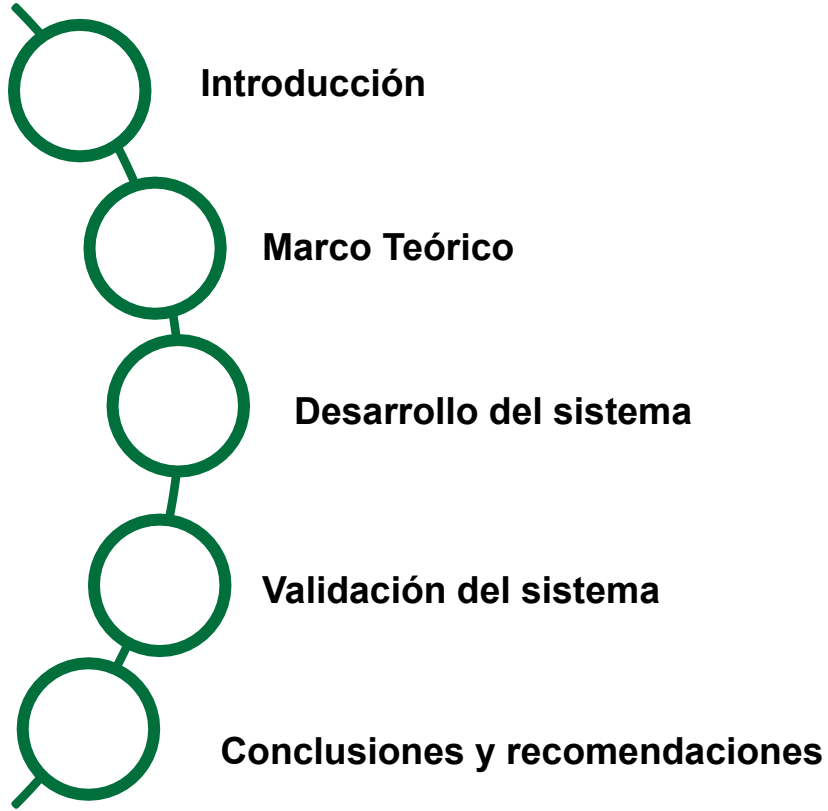 Introducción
Marco Teórico
Desarrollo del sistema
Validación del sistema
Conclusiones y recomendaciones